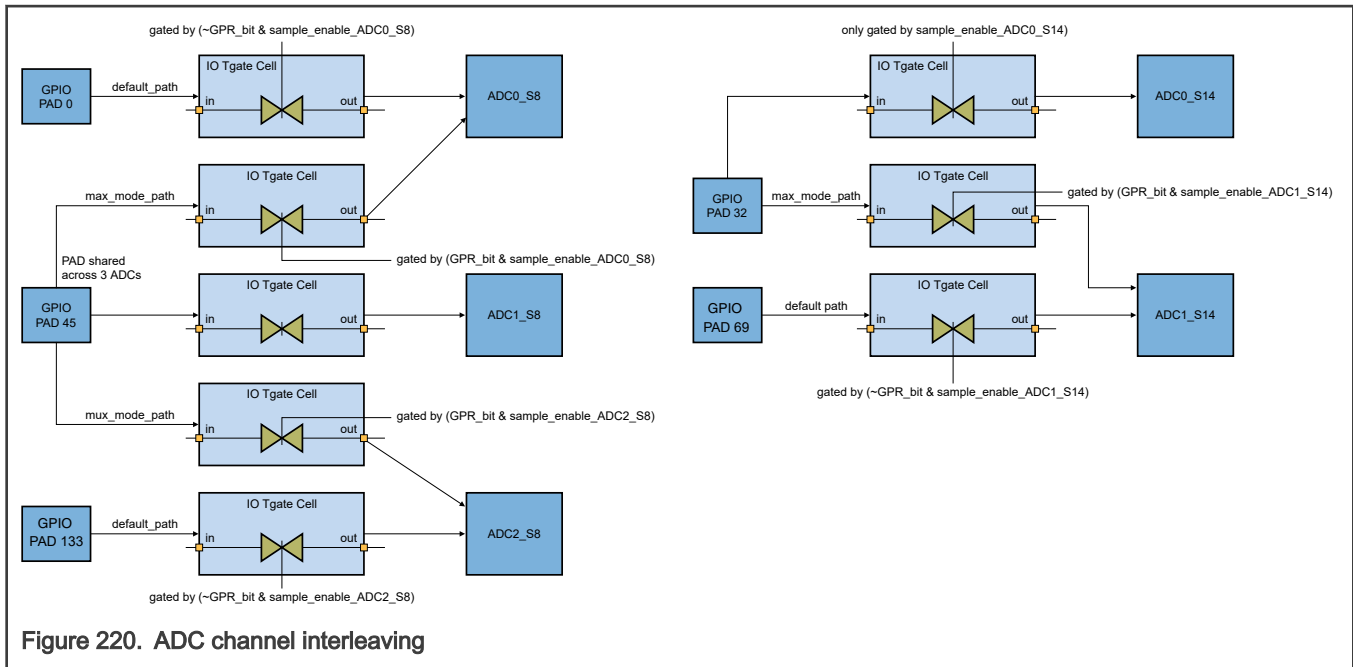 gated by (~GPR_bit & sample_enable_ADC0_S8)
IO Tgate Cell
GPIO
PAD 0
default_path
in
out
ADC0_S8
IO Tgate Cell
max_mode_path
in
out
gated by (GPR_bit & sample_enable_ADC0_S8)
PAD shared
across 3 ADCs
IO Tgate Cell
GPIO
PAD 45
in
out
ADC1_S8
IO Tgate Cell
mux_mode_path
in
out
gated by (GPR_bit & sample_enable_ADC2_S8)
IO Tgate Cell
GPIO
PAD 133
default_path
in
out
ADC2_S8
gated by (~GPR_bit & sample_enable_ADC2_S8)
only gated by sample_enable_ADC0_S14)
IO Tgate Cell
in
out
ADC0_S14
IO Tgate Cell
GPIO
PAD 32
max_mode_path
in
out
gated by (GPR_bit & sample_enable_ADC1_S14)
IO Tgate Cell
GPIO
PAD 69
default path
in
out
ADC1_S14
gated by (~GPR_bit & sample_enable_ADC1_S14)
Figure 220. ADC channel interleaving